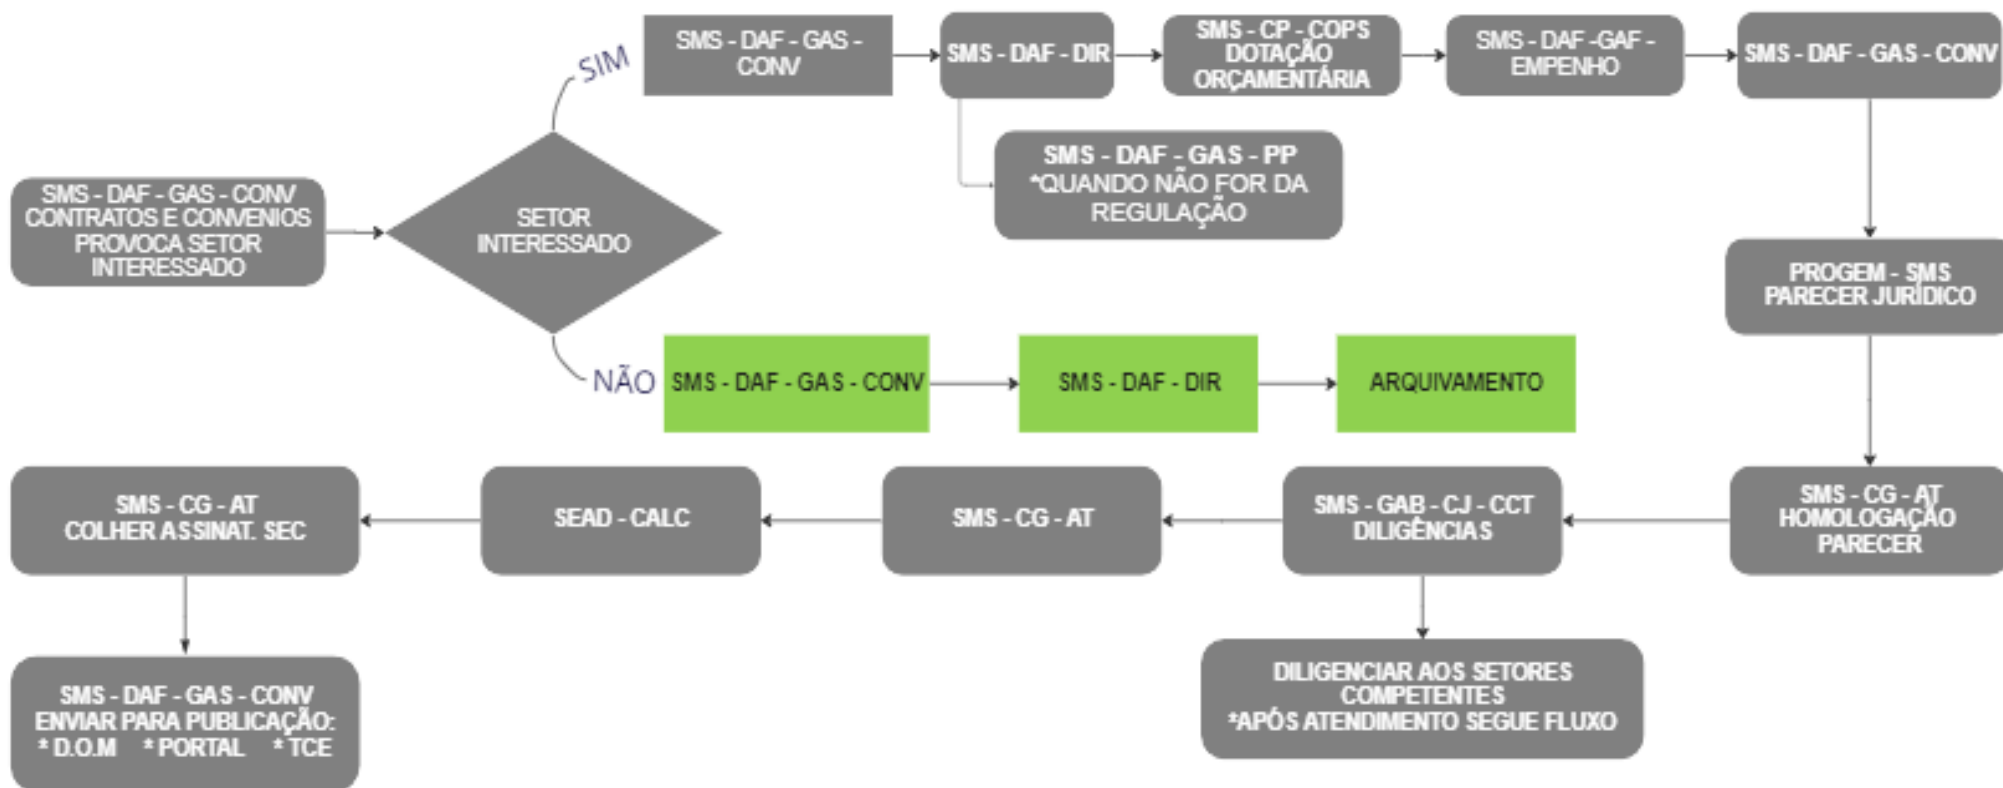 SMS - DAF - GAS - CONV
CONTRATOS E CONVENIOS
PROVOCA SETOR
INTERESSADO
SETOR
INTERESSADO
SIM
SMS - DAF - GAS -
CONV
SMS - DAF - DIR
SMS - CP - COPS
DOTAÇÃO
ORÇAMENTÁRIA
SMS - DAF -GAF -
EMPENHO
SMS - DAF - GAS - CONV
SMS - DAF - GAS - PP
*QUANDO NÃO FOR DA
REGULAÇÃO
PROGEM - SMS
PARECER JURÍDICO
NÃO
SMS - DAF - GAS - CONV
SMS - DAF - DIR
ARQUIVAMENTO
SMS - CG - AT
HOMOLOGAÇÃO
PARECER
SMS - GAB - CJ - CCT
DILIGÊNCIAS
DILIGENCIAR AOS SETORES
COMPETENTES
*APÓS ATENDIMENTO SEGUE FLUXO
SMS - CG - AT
SEAD - CALC
SMS - CG - AT
COLHER ASSINAT. SEC
SMS - DAF - GAS - CONV
ENVIAR PARA PUBLICAÇÃO:
* D.O.M * PORTAL * TCE